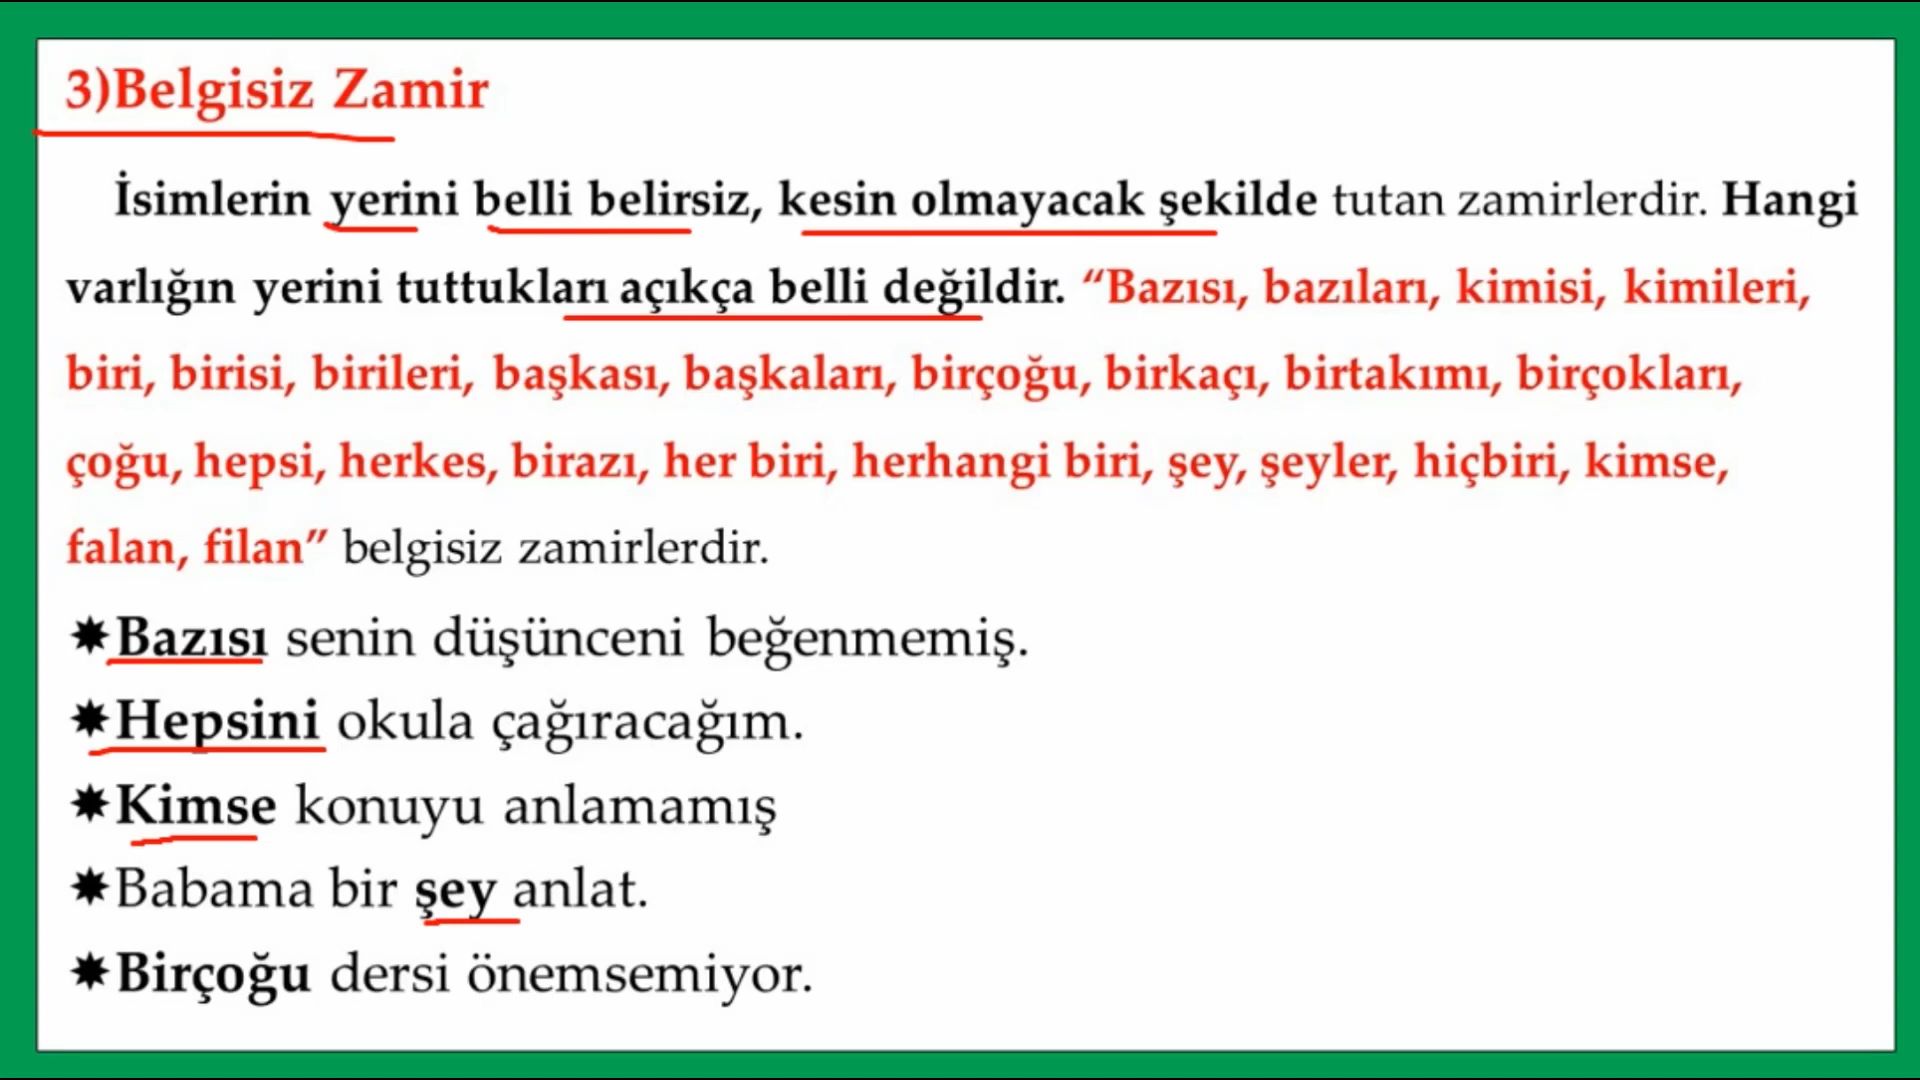 3)Belgisiz Zamir
İsimlerin yerini belli belirsiz, kesin olmayacak şekilde tutan zamirlerdir. Hangi
varlığın yerini tuttukları açıkça belli değildir. “Bazısı, bazıları, kimisi, kimileri,
biri, birisi, birileri, başkası, başkaları, birçoğu, birkaçı, birtakımı, birçokları,
çoğu, hepsi, herkes, birazı, her biri, herhangi biri, şey, şeyler, hiçbiri, kimse,
falan, filan” belgisiz zamirlerdir.
✸Bazısı senin düşünceni beğenmemiş.
✸Hepsini okula çağıracağım.
✸Kimse konuyu anlamamış
✸Babama bir şey anlat.
✸Birçoğu dersi önemsemiyor.